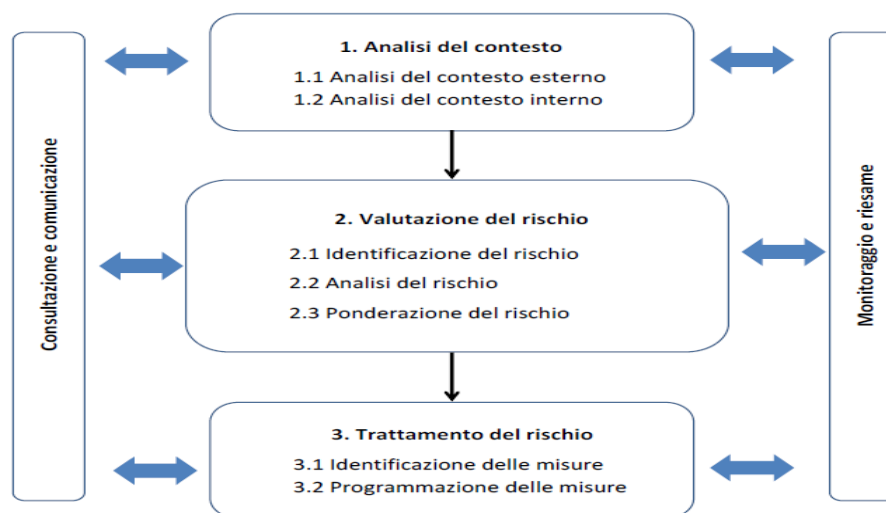 Consultazione e comunicazione
1. Analisi del contesto
1.1 Analisi del contesto esterno
1.2 Analisi del contesto interno
2. Valutazione del rischio
2.1 Identificazione del rischio
2.2 Analisi del rischio
2.3 Ponderazione del rischio
3. Trattamento del rischio
3.1 Identificazione delle misure
3.2 Programmazione delle misure
Monitoraggio e riesame